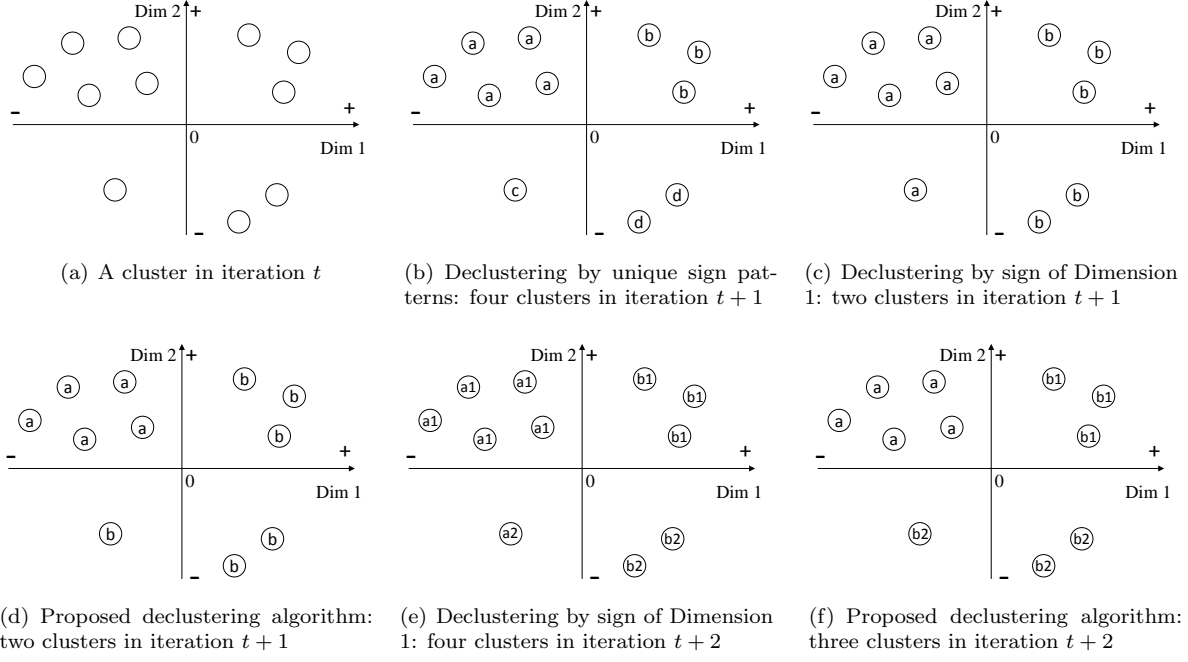 Dim 2 +
-
+
0
Dim 1
-
(a) A cluster in iteration t
Dim 2 +
a a b b a a a b
-
+
0
Dim 1
c d d
-
(b) Declustering by unique sign pat-
terns: four clusters in iteration t + 1
Dim 2 +
a a b b a a a b
-
+
0
Dim 1
a b b
-
(c) Declustering by sign of Dimension
1: two clusters in iteration t + 1
Dim 2 +
a a b b a a a b
-
+
0
Dim 1
b b b
-
(d) Proposed declustering algorithm:
two clusters in iteration t + 1
Dim 2 +
a1 a1 b1 b1 a1 a1 a1 b1
-
+
0
Dim 1
a2 b2 b2
-
(e) Declustering by sign of Dimension
1: four clusters in iteration t + 2
Dim 2 +
a a b1 b1 a a a b1
-
+
0
Dim 1
b2 b2 b2
-
(f) Proposed declustering algorithm:
three clusters in iteration t + 2